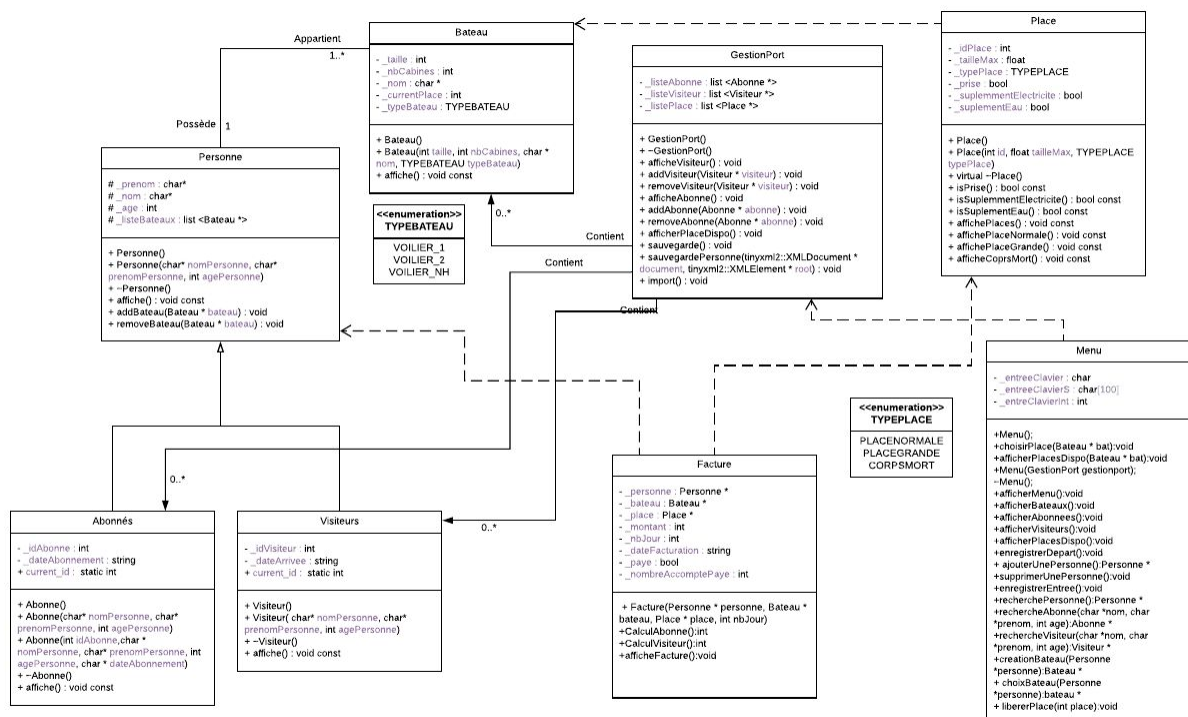 Appartient
1..*
Possède
1
Bateau
- _taille : int
- _nbCabines : int
- _nom : char *
- _currentPlace : int
- _typeBateau : TYPEBATEAU
+ Bateau()
+ Bateau(int taille, int nbCabines, char *
nom, TYPEBATEAU typeBateau)
+ affiche() : void const
<<enumeration>>
TYPEBATEAU
VOILIER_1
VOILIER_2
VOILIER_NH
Personne
# _prenom : char*
# _nom : char*
# _age : int
# _listeBateaux : list <Bateau *>
+ Personne()
+ Personne(char* nomPersonne, char*
prenomPersonne, int agePersonne)
+ ~Personne()
+ affiche() : void const
+ addBateau(Bateau * bateau) : void
+ removeBateau(Bateau * bateau) : void
GestionPort
- _listeAbonne : list <Abonne *>
- _listeVisiteur : list <Visiteur *>
- _listePlace : list <Place *>
+ GestionPort()
+ ~GestionPort()
+ afficheVisiteur() : void
+ addVisiteur(Visiteur * visiteur) : void
+ removeVisiteur(Visiteur * visiteur) : void
+ afficheAbonne() : void
+ addAbonne(Abonne * abonne) : void
+ removeAbonne(Abonne * abonne) : void
+ afficherPlaceDispo() : void
+ sauvegarde() : void
+ sauvegardePersonne(tinyxml2::XMLDocument *
document, tinyxml2::XMLElement * root) : void
+ import() : void
0..*
Contient
Contient
Contient
0..*
0..*
Place
- _idPlace : int
- _tailleMax : float
- _typePlace : TYPEPLACE
- _prise : bool
- _suplemmentElectricite : bool
- _suplementEau : bool
+ Place()
+ Place(int id, float tailleMax, TYPEPLACE
typePlace)
+ virtual ~Place()
+ isPrise() : bool const
+ isSuplemmentElectricite() : bool const
+ isSuplementEau() : bool const
+ affichePlaces() : void const
+ affichePlaceNormale() : void const
+ affichePlaceGrande() : void const
+ afficheCoprsMort() : void const
<<enumeration>>
TYPEPLACE
PLACENORMALE
PLACEGRANDE
CORPSMORT
Menu
- _entreeClavier : char
- _entreeClavierS : char[100]
- _entreClavierInt : int
+Menu();
+choisirPlace(Bateau * bat):void
+afficherPlacesDispo(Bateau * bat):void
+Menu(GestionPort gestionport);
~Menu();
+afficherMenu():void
+afficherBateaux():void
+afficherAbonnees():void
+afficherVisiteurs():void
+afficherPlacesDispo():void
+enregistrerDepart():void
+ ajouterUnePersonne():Personne *
+supprimerUnePersonne():void
+enregistrerEntree():void
+recherchePersonne():Personne *
+rechercheAbonne(char *nom, char
*prenom, int age):Abonne *
+rechercheVisiteur(char *nom, char
*prenom, int age):Visiteur *
+creationBateau(Personne
*personne):Bateau *
+ choixBateau(Personne
*personne):bateau *
+ libererPlace(int place):void
Abonnés
- _idAbonne : int
- _dateAbonnement : string
+ current_id : static int
+ Abonne()
+ Abonne(char* nomPersonne, char*
prenomPersonne, int agePersonne)
+ Abonne(int idAbonne,char *
nomPersonne, char* prenomPersonne, int
agePersonne, char * dateAbonnement)
+ ~Abonne()
+ affiche() : void const
Visiteurs
- _idVisiteur : int
- _dateArrivee : string
+ current_id : static int
+ Visiteur()
+ Visiteur( char* nomPersonne, char*
prenomPersonne, int agePersonne)
+ ~Visiteur()
+ affiche() : void const
Facture
- _personne : Personne *
- _bateau : Bateau *
- _place : Place *
- _montant : int
- _nbJour : int
- _dateFacturation : string
- _paye : bool
- _nombreAccomptePaye : int
+ Facture(Personne * personne, Bateau *
bateau, Place * place, int nbJour)
+CalculAbonne():int
+CalculVisiteur():int
+afficheFacture():void